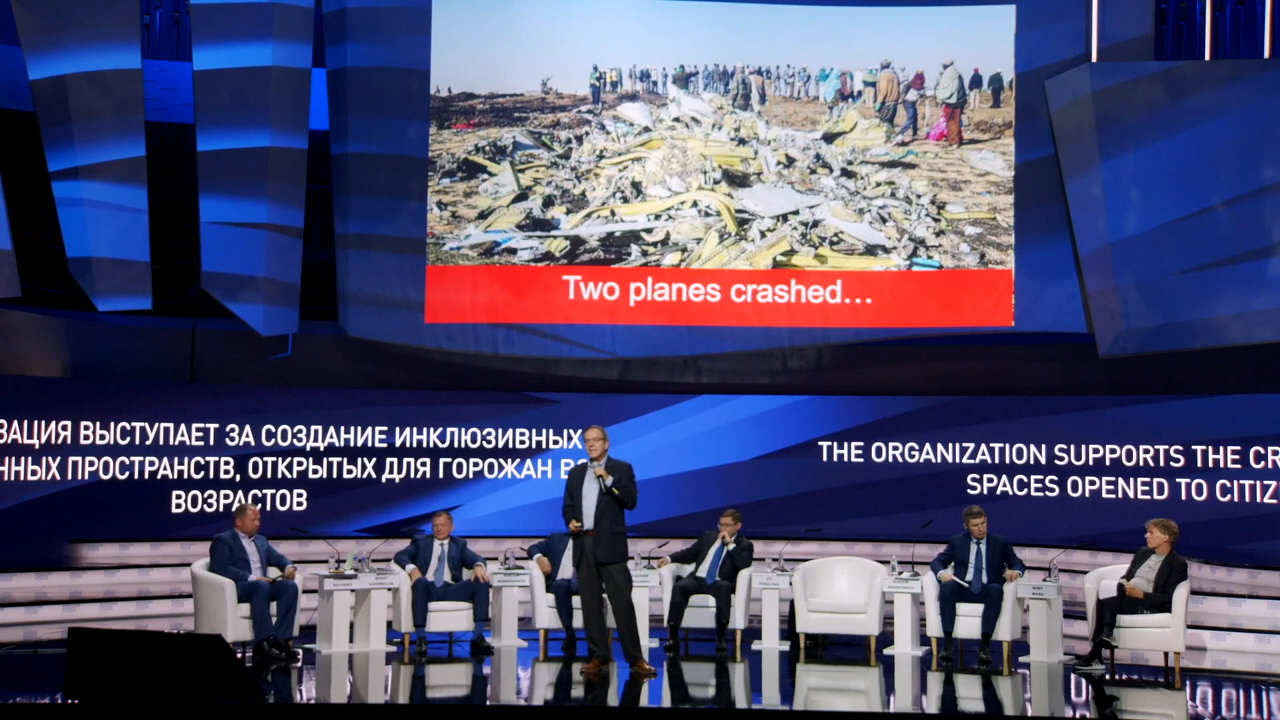 Two planes crashed...
ЗАЦИЯ ВЫСТУПАЕТ ЗА СОЗДАНИЕ ИНКЛЮЗИВНЫХ
ННЫХ ПРОСТРАНСТВ, ОТКРЫТЫХ ДЛЯ ГОРОЖАН ВС
ВОЗРАСТОВ
THE ORGANIZATION SUPPORTS THE CR
SPACES OPENED TO CITIZ